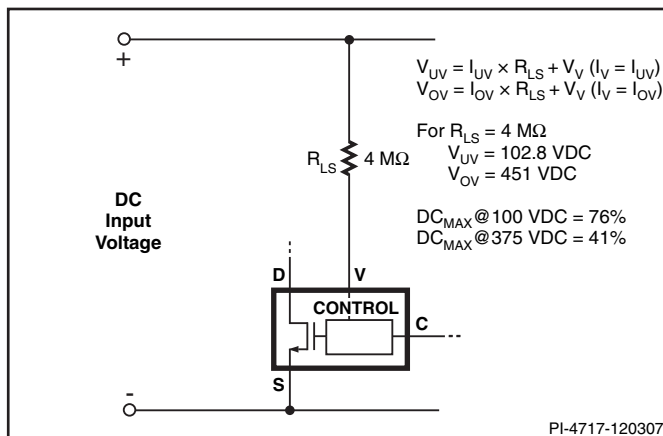 +
V_UV = I_UV × R_LS + V_V (I_V = I_UV)
V_OV = I_OV × R_LS + V_V (I_V = I_OV)
For R_LS = 4 MΩ
V_UV = 102.8 VDC
V_OV = 451 VDC
DC_MAX @ 100 VDC = 76%
DC_MAX @ 375 VDC = 41%
R_LS 4 MΩ
DC
Input
Voltage
D V
CONTROL
C
S
-
PI-4717-120307